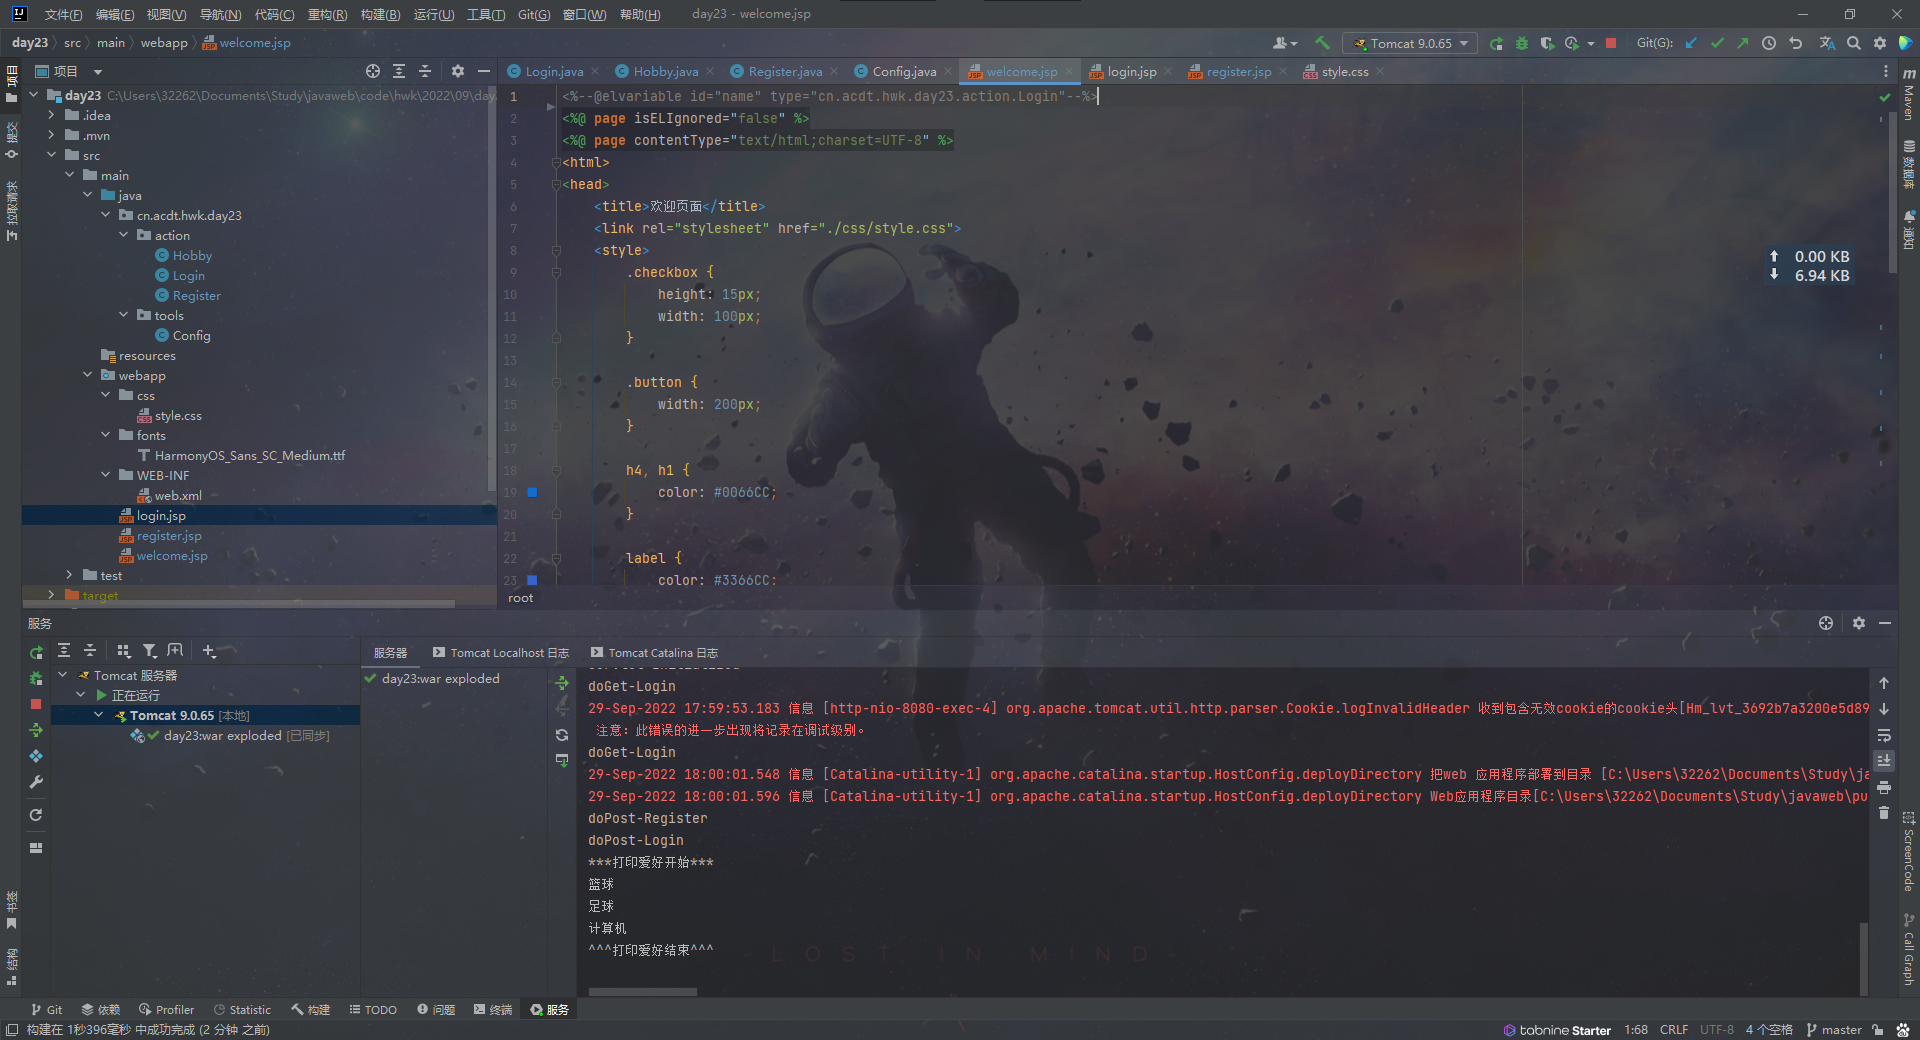 文件(F) 编辑(E) 视图(V) 导航(N) 代码(C) 重构(R) 构建(B) 运行(U) 工具(T) Git(G) 窗口(W) 帮助(H) day23 - welcome.jsp
day23 src main webapp welcome.jsp
Tomcat 9.0.65
Git(G):
项目
Login.java Hobby.java Register.java Config.java welcome.jsp login.jsp register.jsp style.css
项目
提交
拉取请求
书签
结构
day23 C:\Users\32262\Documents\Study\javaweb\code\hwk\2022\09\day
.idea
.mvn
src
main
java
cn.acdt.hwk.day23
action
Hobby
Login
Register
tools
Config
resources
webapp
css
style.css
fonts
HarmonyOS_Sans_SC_Medium.ttf
WEB-INF
web.xml
login.jsp
register.jsp
welcome.jsp
test
target
1 <%--@elvariable id="name" type="cn.acdt.hwk.day23.action.Login"--%>
2 <%@ page isELIgnored="false" %>
3 <%@ page contentType="text/html;charset=UTF-8" %>
4 <html>
5 <head>
6 <title>欢迎页面</title>
7 <link rel="stylesheet" href="./css/style.css">
8 <style>
9 .checkbox {
10 height: 15px;
11 width: 100px;
12 }
13
14 .button {
15 width: 200px;
16 }
17
18 h4, h1 {
19 color: #0066CC;
20 }
21
22 label {
23 color: #3366CC;
root
0.00 KB
6.94 KB
Maven
数据库
通知
ScreenCode
Call Graph
服务
Tomcat 服务器
正在运行
Tomcat 9.0.65 [本地]
day23:war exploded [已同步]
服务器 Tomcat Localhost 日志 Tomcat Catalina 日志
day23:war exploded
doGet-Login
29-Sep-2022 17:59:53.183 信息 [http-nio-8080-exec-4] org.apache.tomcat.util.http.parser.Cookie.logInvalidHeader 收到包含无效cookie的cookie头[Hm_lvt_3692b7a3200e5d89
注意: 此错误的进一步出现将记录在调试级别。
doGet-Login
29-Sep-2022 18:00:01.548 信息 [Catalina-utility-1] org.apache.catalina.startup.HostConfig.deployDirectory 把web 应用程序部署到目录 [C:\Users\32262\Documents\Study\ja
29-Sep-2022 18:00:01.596 信息 [Catalina-utility-1] org.apache.catalina.startup.HostConfig.deployDirectory Web应用程序目录[C:\Users\32262\Documents\Study\javaweb\pu
doPost-Register
doPost-Login
***打印爱好开始***
篮球
足球
计算机
^^^打印爱好结束^^^
LOST IN MIND
Git 依赖 Profiler Statistic 构建 TODO 问题 终端 服务
构建在 1秒396毫秒 中成功完成 (2 分钟 之前)
tabnine Starter 1:68 CRLF UTF-8 4 个空格 master